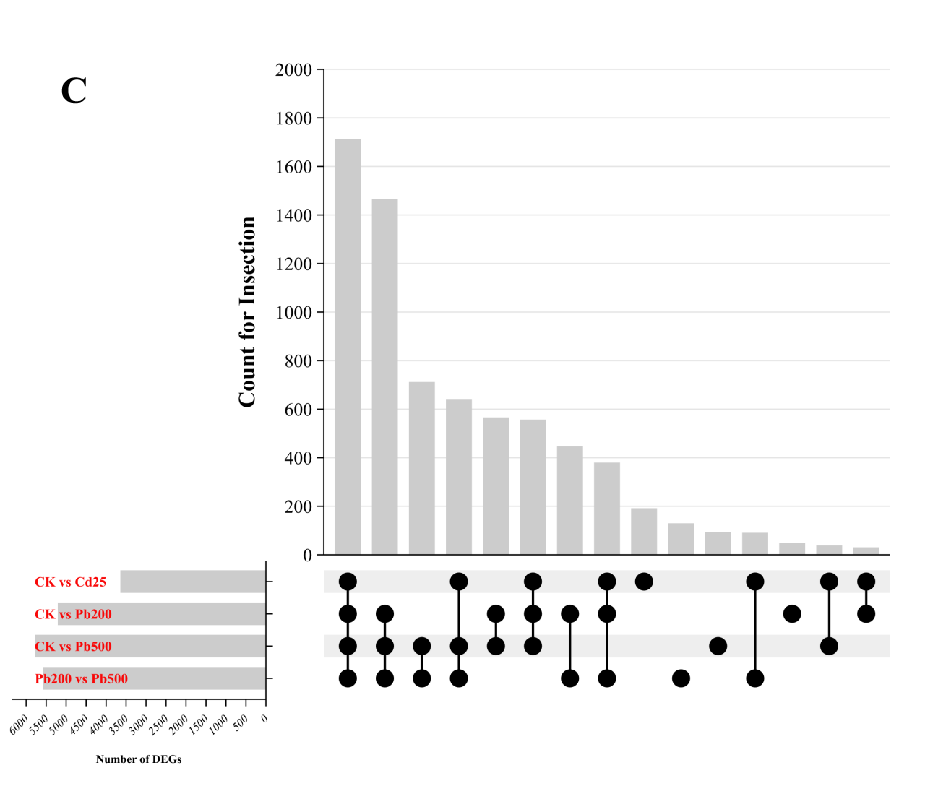 C
2000
1800
1600
1400
1200
1000
800
600
400
200
0
Count for Insection
CK vs Cd25
CK vs Pb200
CK vs Pb500
Pb200 vs Pb500
6000 5500 5000 4500 4000 3500 3000 2500 2000 1500 1000 500 0
Number of DEGs